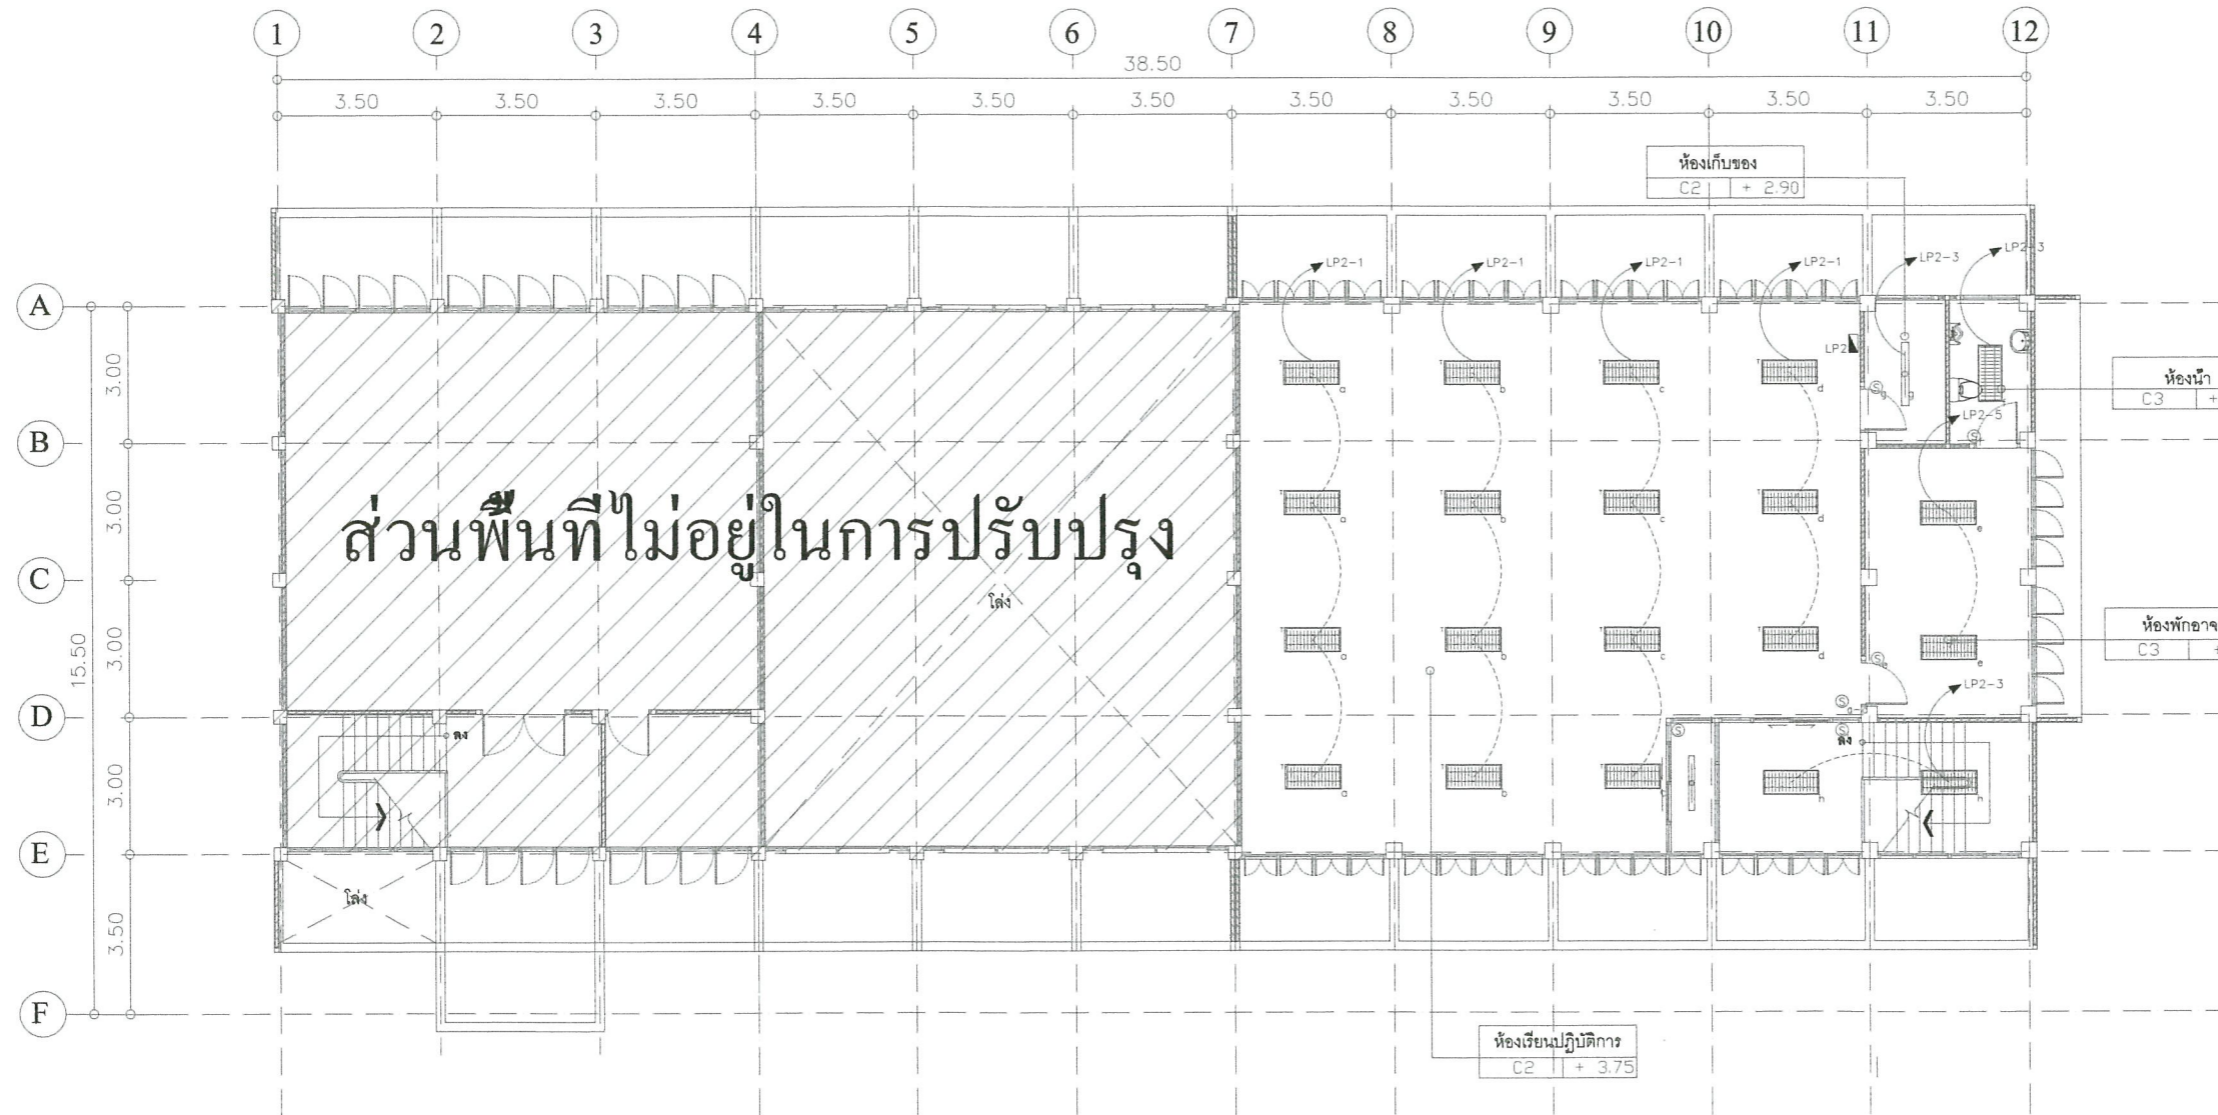 1 2 3 4 5 6 7 8 9 10 11 12
38.50
3.50 3.50 3.50 3.50 3.50 3.50 3.50 3.50 3.50 3.50 3.50
ห้องเก็บของ
C2 + 2.90
LP2-1 LP2-1 LP2-1 LP2-1 LP2-3 LP2-3
A
3.00
LP2
ห้องน้ำ
C3 +
a b c d g
LP2-5
B
3.00
ส่วนพื้นที่ไม่อยู่ในการปรับปรุง
a b c d e
C
โล่ง
15.50
3.00
ห้องพักอาจ
C3 +
a b c d e
LP2-3
D
ลง
ลง
3.00
a b c h h
E
โล่ง
3.50
F
ห้องเรียนปฏิบัติการ
C2 + 3.75